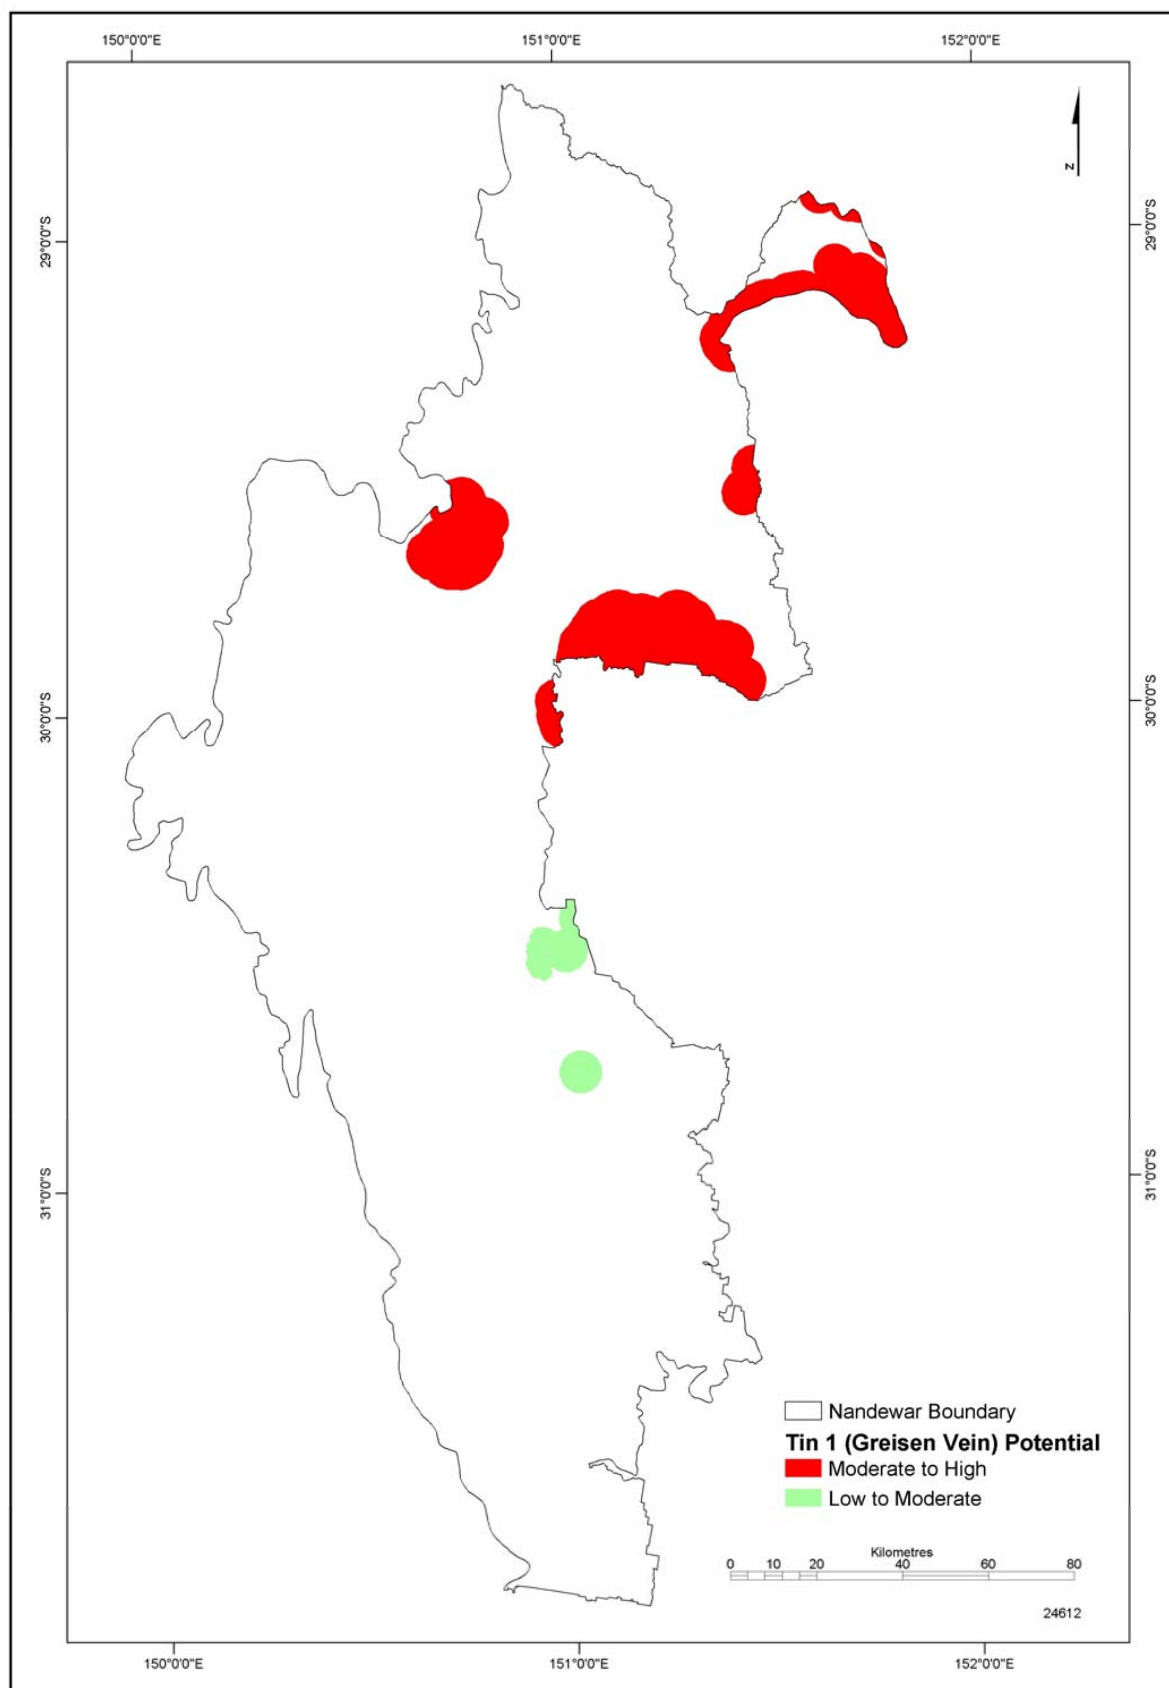 150°0'0"E 151°0'0"E 152°0'0"E
z
29°0'0"S 29°0'0"S
30°0'0"S 30°0'0"S
31°0'0"S 31°0'0"S
Nandewar Boundary
Tin 1 (Greisen Vein) Potential
Moderate to High
Low to Moderate
Kilometres
0 10 20 40 60 80
24612
150°0'0"E 151°0'0"E 152°0'0"E